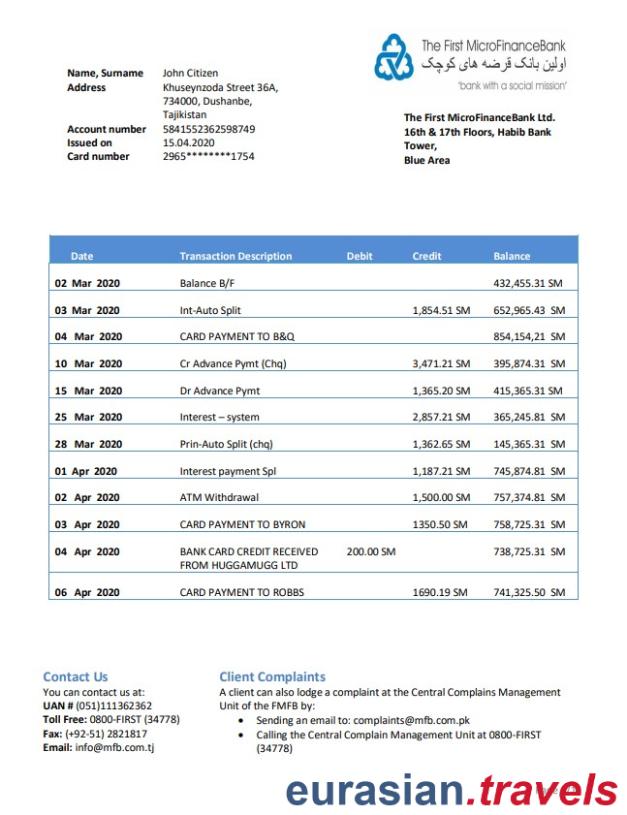 The First MicroFinanceBank
اولین بانک قرضه های کوچک
'bank with a social mission'
Name, Surname John Citizen
Address Khuseynzoda Street 36A,
734000, Dushanbe,
Tajikistan
Account number 5841552362598749
Issued on 15.04.2020
Card number 2965********1754
The First MicroFinanceBank Ltd.
16th & 17th Floors, Habib Bank
Tower,
Blue Area
Date Transaction Description Debit Credit Balance
02 Mar 2020 Balance B/F 432,455.31 SM
03 Mar 2020 Int-Auto Split 1,854.51 SM 652,965.43 SM
04 Mar 2020 CARD PAYMENT TO B&Q 854,154,21 SM
10 Mar 2020 Cr Advance Pymt (Chq) 3,471.21 SM 395,874.31 SM
15 Mar 2020 Dr Advance Pymt 1,365.20 SM 415,365.31 SM
25 Mar 2020 Interest – system 2,857.21 SM 365,245.81 SM
28 Mar 2020 Prin-Auto Split (chq) 1,362.65 SM 145,365.31 SM
01 Apr 2020 Interest payment Spl 1,187.21 SM 745,874.81 SM
02 Apr 2020 ATM Withdrawal 1,500.00 SM 757,374.81 SM
03 Apr 2020 CARD PAYMENT TO BYRON 1350.50 SM 758,725.31 SM
04 Apr 2020 BANK CARD CREDIT RECEIVED 200.00 SM 738,725.31 SM
FROM HUGGAMUGG LTD
06 Apr 2020 CARD PAYMENT TO ROBBS 1690.19 SM 741,325.50 SM
Contact Us
You can contact us at:
UAN # (051)111362362
Toll Free: 0800-FIRST (34778)
Fax: (+92-51) 2821817
Email: info@mfb.com.tj
Client Complaints
A client can also lodge a complaint at the Central Complains Management
Unit of the FMFB by:
• Sending an email to: complaints@mfb.com.pk
• Calling the Central Complain Management Unit at 0800-FIRST
(34778)
eurasian.travels